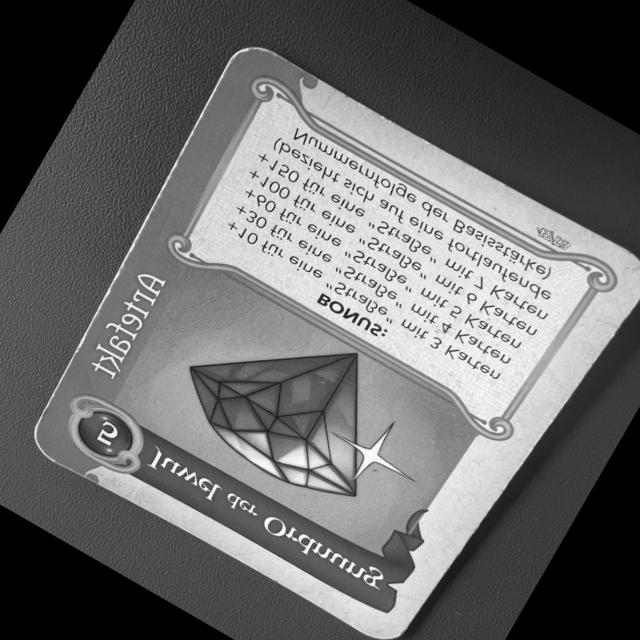 5
Juwel der Ordnung
Artefakt
BONUS:
+10 für eine „Straße“ mit 3 Karten
+30 für eine „Straße“ mit 4 Karten
+60 für eine „Straße“ mit 5 Karten
+100 für eine „Straße“ mit 6 Karten
+150 für eine „Straße“ mit 7 Karten
(bezieht sich auf eine fortlaufende
Nummernfolge der Basisstärke)